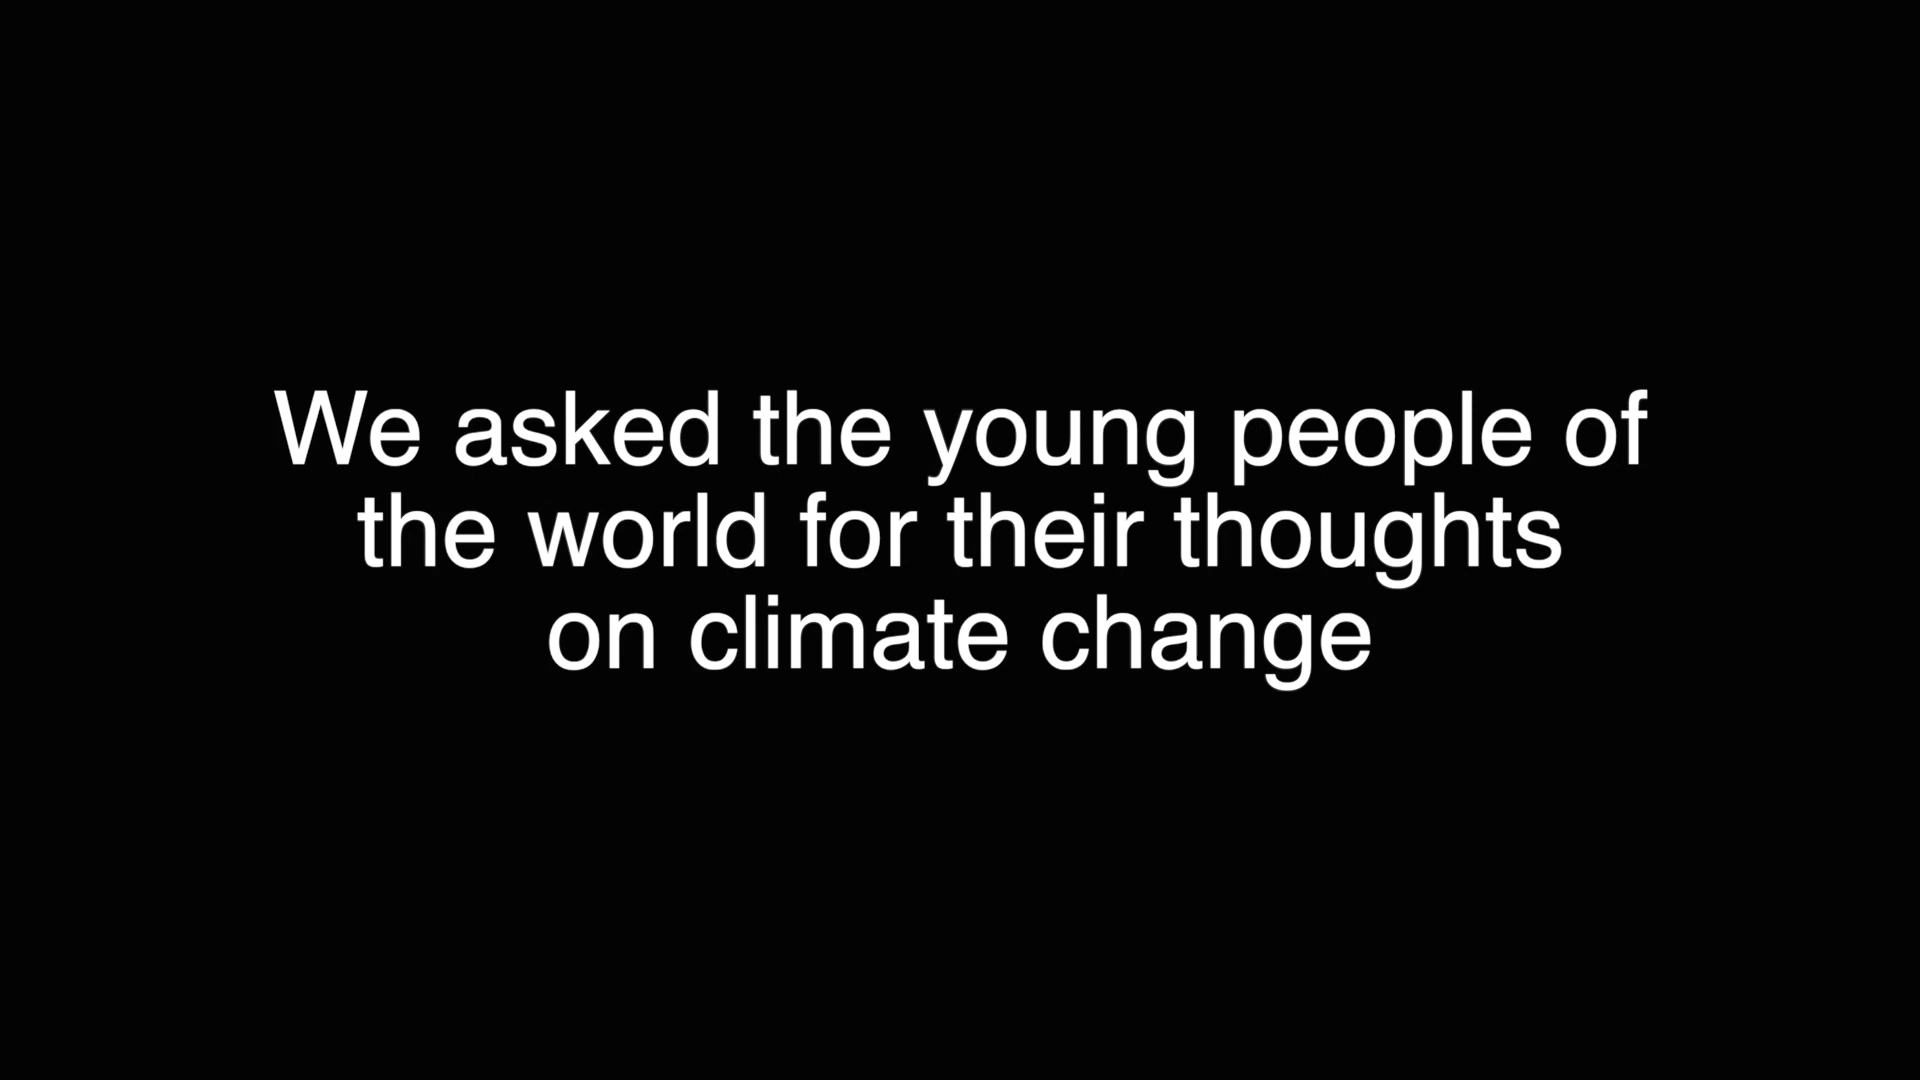 We asked the young people of
the world for their thoughts
on climate change